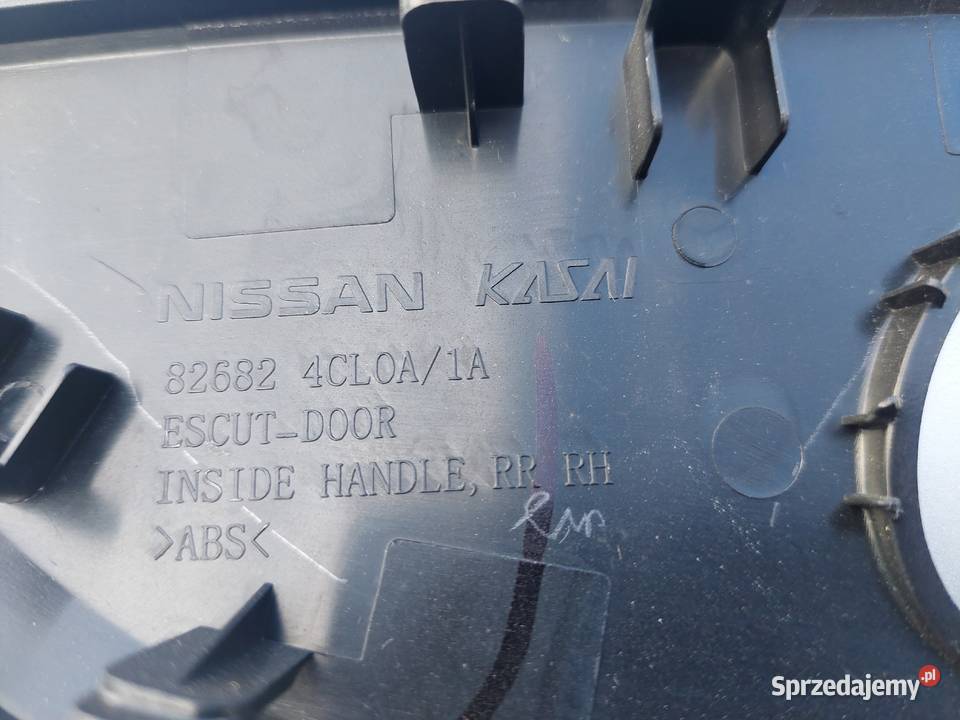 NISSAN KASAI
82682 4CL0A/1A
ESCUT-DOOR
INSIDE HANDLE, RR RH
>ABS<
Sprzedajemy.pl